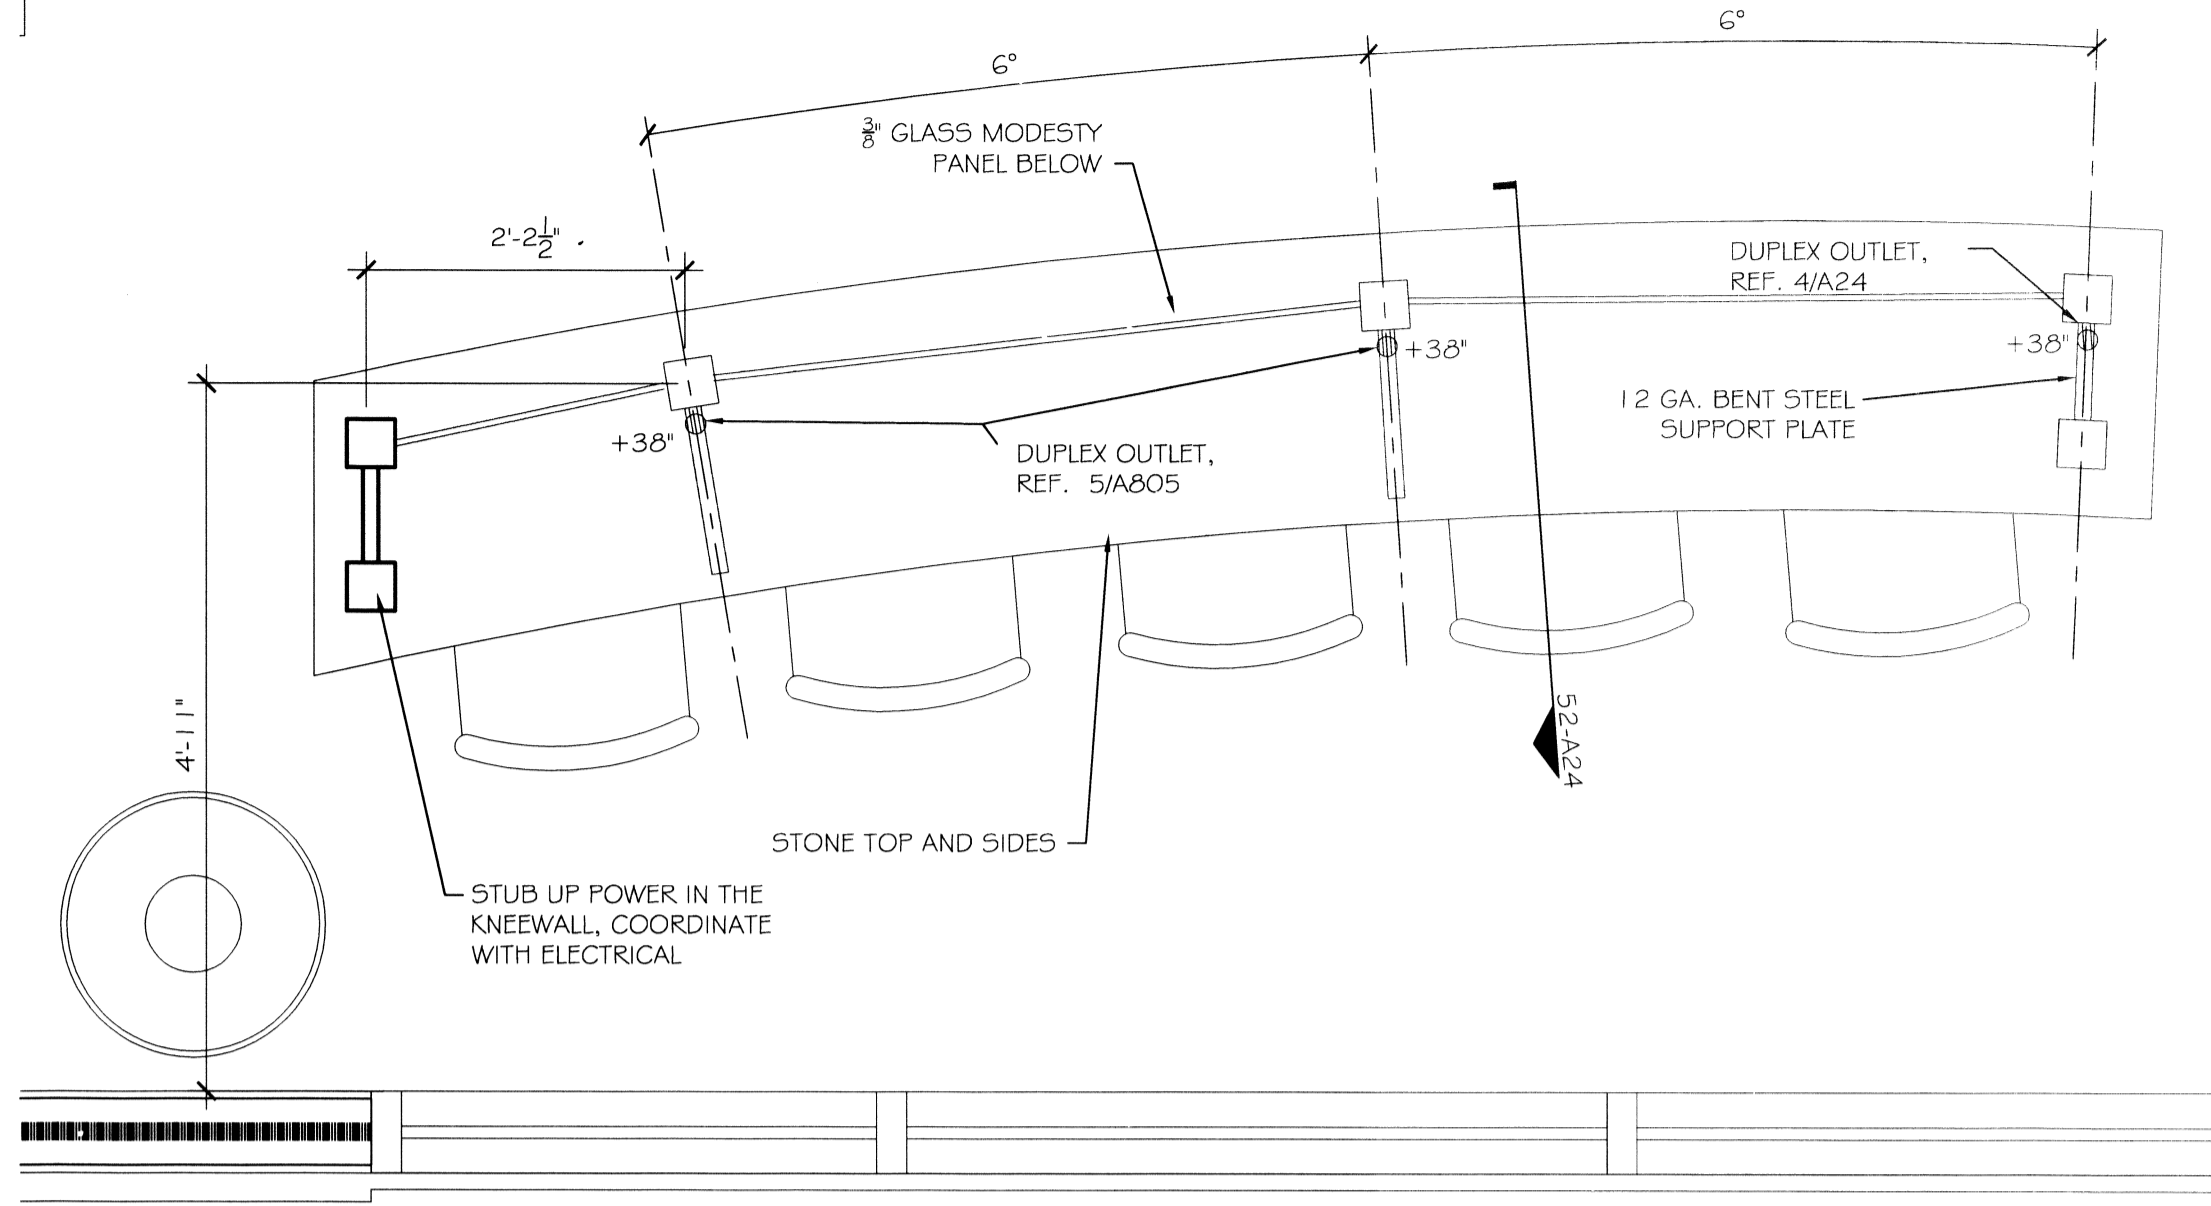 6°
6°
3/8" GLASS MODESTY
PANEL BELOW
2'-2 1/2"
DUPLEX OUTLET,
REF. 4/A24
+38"
+38"
12 GA. BENT STEEL
SUPPORT PLATE
+38"
DUPLEX OUTLET,
REF. 5/A805
4'-11"
52-A24
STONE TOP AND SIDES
STUB UP POWER IN THE
KNEEWALL, COORDINATE
WITH ELECTRICAL